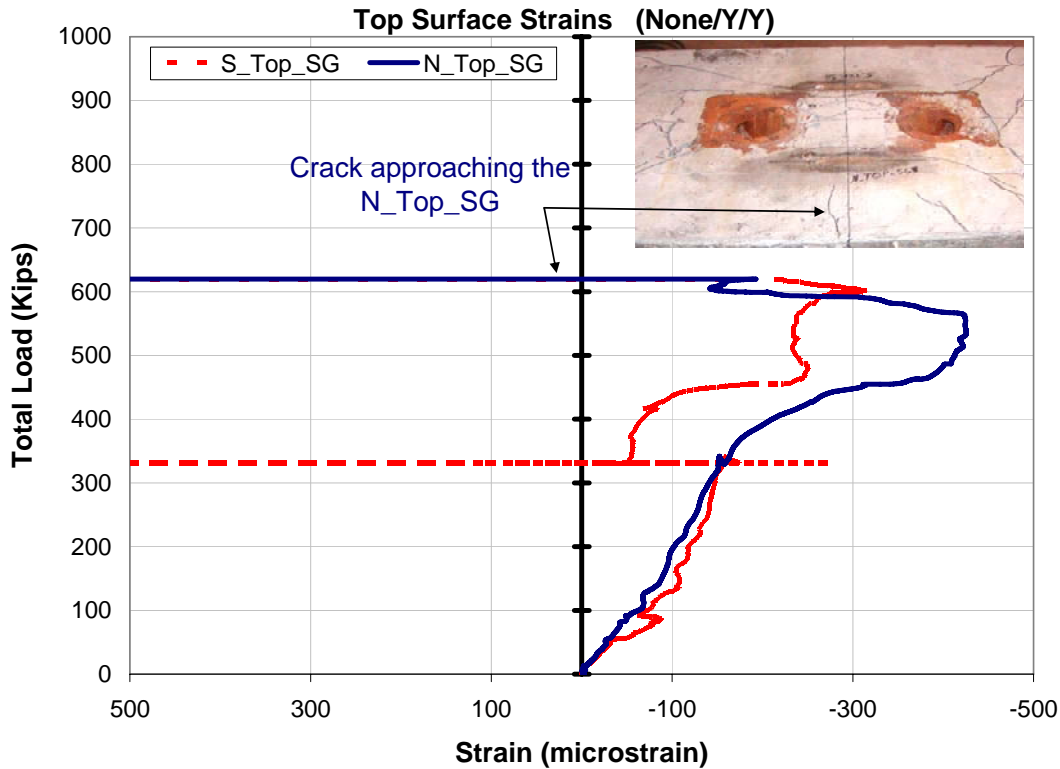 Top Surface Strains (None/Y/Y)
S_Top_SG
N_Top_SG
Crack approaching the
N_Top_SG
Total Load (Kips)
1000
900
800
700
600
500
400
300
200
100
0
500
300
100
-100
-300
-500
Strain (microstrain)